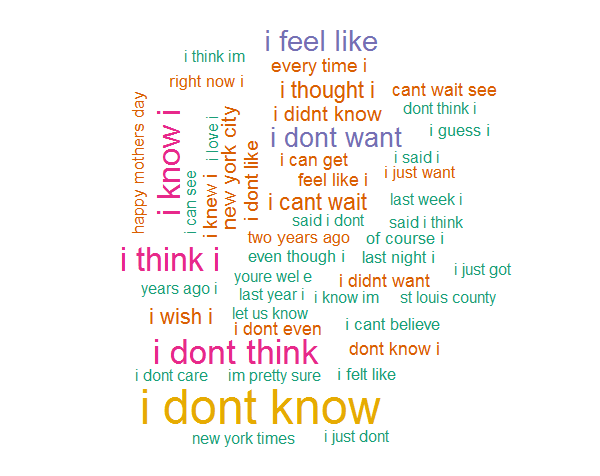 i feel like
i think im
every time i
right now i
i thought i
cant wait see
happy mothers day
i know i
i love i
new york city
i didnt know
dont think i
i dont want
i guess i
i can see
i knew i
i dont like
i can get
i said i
feel like i
i just want
i cant wait
last week i
said i dont
said i think
two years ago
of course i
i think i
even though i
last night i
youre wel e
i didnt want
i just got
years ago i
last year i
i know im
st louis county
i wish i
let us know
i dont even
i cant believe
i dont think
dont know i
i dont care
im pretty sure
i felt like
i dont know
new york times
i just dont